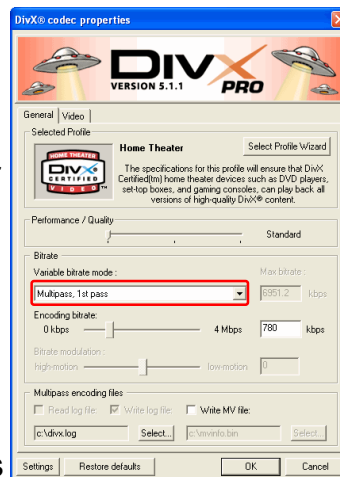 DivX® codec properties
DIVX
VERSION 5.1.1 PRO
General Video
Selected Profile
HOME THEATER
DIVX
CERTIFIED
VIDEO
Home Theater
Select Profile Wizard
The specifications for this profile will ensure that DivX
Certified(tm) home theater devices such as DVD players,
set-top boxes, and gaming consoles, can play back all
versions of high-quality DivX® content.
Performance / Quality
Standard
Bitrate
Variable bitrate mode : Max bitrate :
Multipass, 1st pass 6951.2 kbps
Encoding bitrate:
0 kbps 4 Mbps 780 kbps
Bitrate modulation :
high-motion low-motion 0
Multipass encoding files
Read log file: Write log file: Write MV file:
c:\divx.log Select... c:\mvinfo.bin Select...
Settings Restore defaults OK Cancel